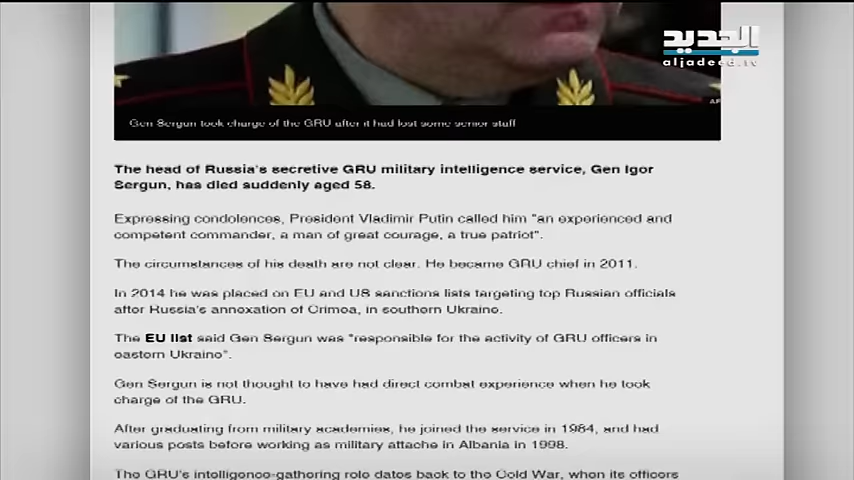 الجديد
aljadeed.tv
AF
Gen Sergun took charge of the GRU after it had lost some senior staff
The head of Russia's secretive GRU military intelligence service, Gen Igor
Sergun, has died suddenly aged 58.
Expressing condolences, President Vladimir Putin called him "an experienced and
competent commander, a man of great courage, a true patriot".
The circumstances of his death are not clear. He became GRU chief in 2011.
In 2014 he was placed on EU and US sanctions lists targeting top Russian officials
after Russia's annexation of Crimea, in southern Ukraine.
The EU list said Gen Sergun was "responsible for the activity of GRU officers in
eastern Ukraine".
Gen Sergun is not thought to have had direct combat experience when he took
charge of the GRU.
After graduating from military academies, he joined the service in 1984, and had
various posts before working as military attache in Albania in 1998.
The GRU's intelligence-gathering role dates back to the Cold War, when its officers